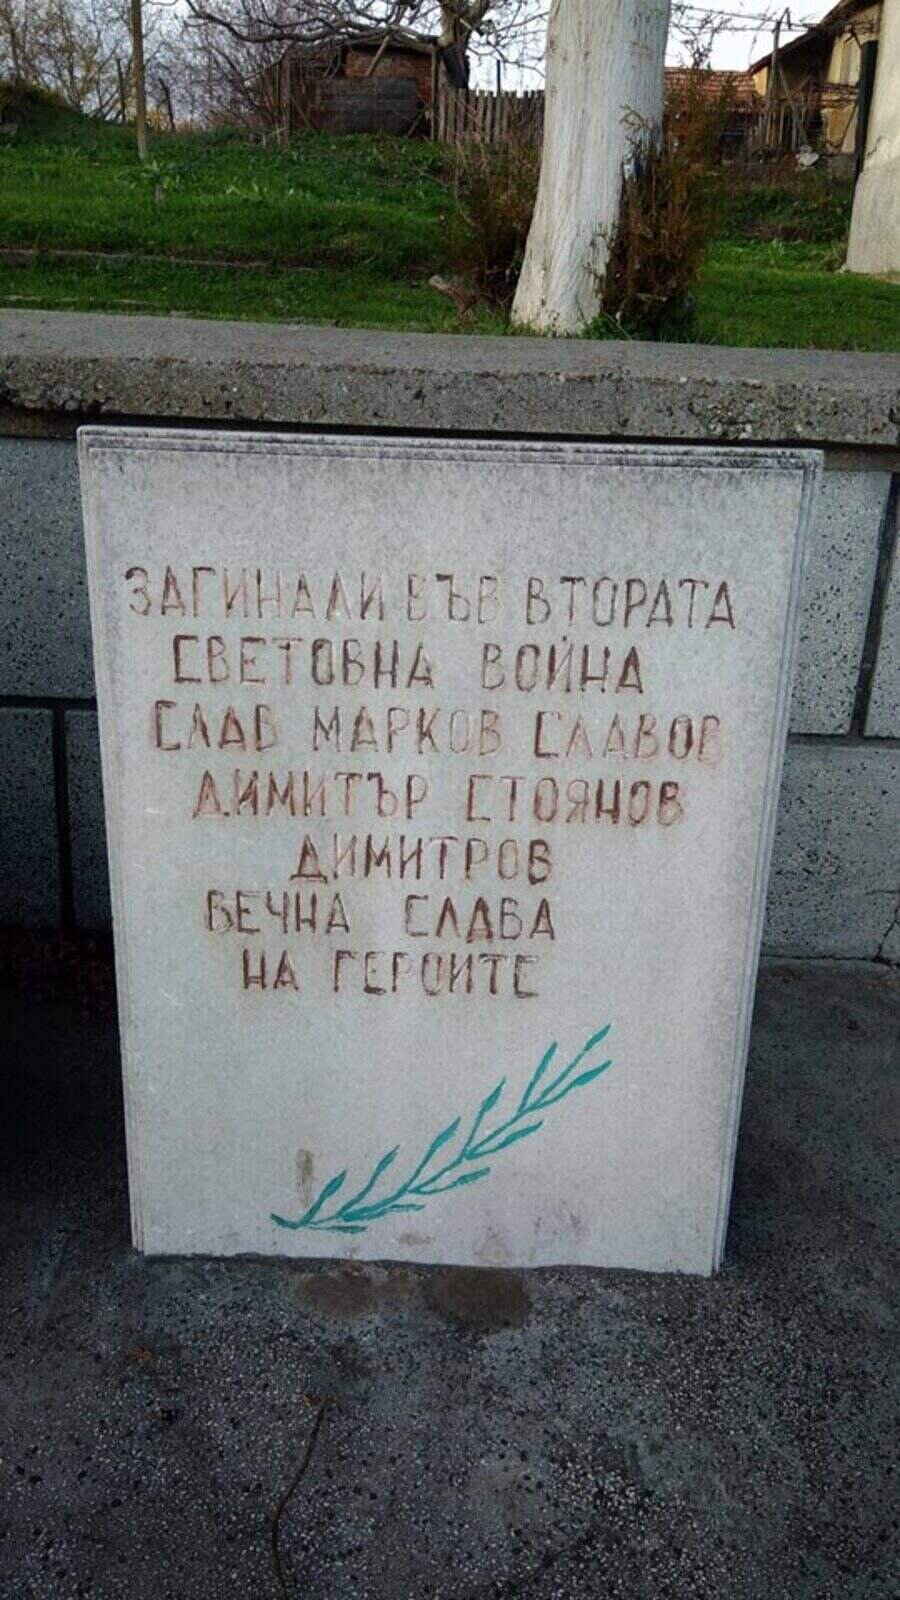 ЗАГИНАЛИ ВЪВ ВТОРАТА
СВЕТОВНА ВОЙНА
СЛАВ МАРКОВ СЛАВОВ
ДИМИТЪР СТОЯНОВ
ДИМИТРОВ
ВЕЧНА СЛАВА
НА ГЕРОИТЕ